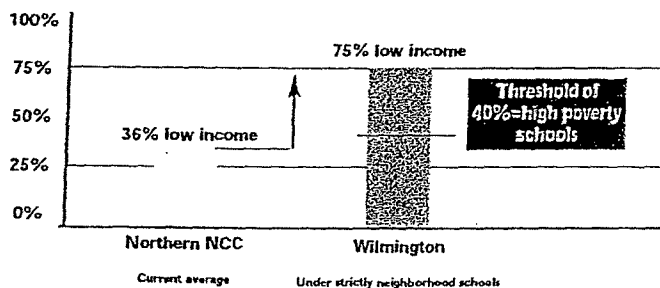 100%
75% low income
75%
Threshold of
40%=high poverty
schools
50%
36% low income
25%
0%
Northern NCC Wilmington
Current average Under strictly neighborhood schools